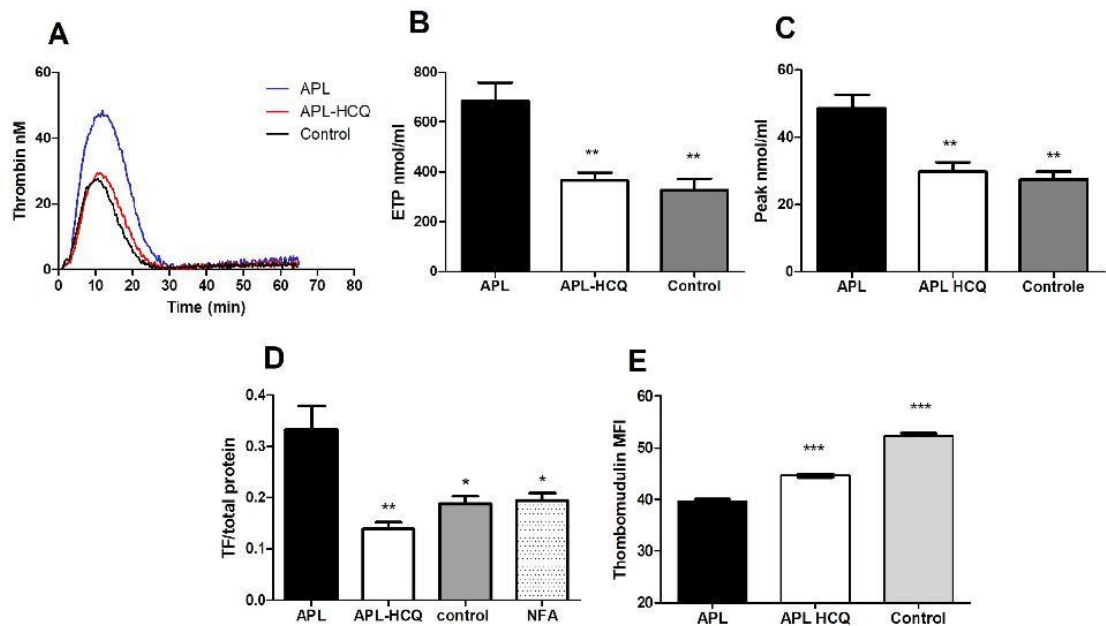 A
60
40
20
0
Thrombin nM
0 10 20 30 40 50 60 70 80
Time (min)
APL
APL-HCQ
Control
B
800
600
400
200
0
ETP nmol/ml
**
**
APL APL-HCQ Control
C
60
40
20
0
Peak nmol/ml
**
**
APL APL HCQ Controle
D
0.4
0.3
0.2
0.1
0.0
TF/total protein
**
*
*
APL APL-HCQ control NFA
E
60
50
40
30
20
Thombomudulin MFI
***
***
APL APL HCQ Control